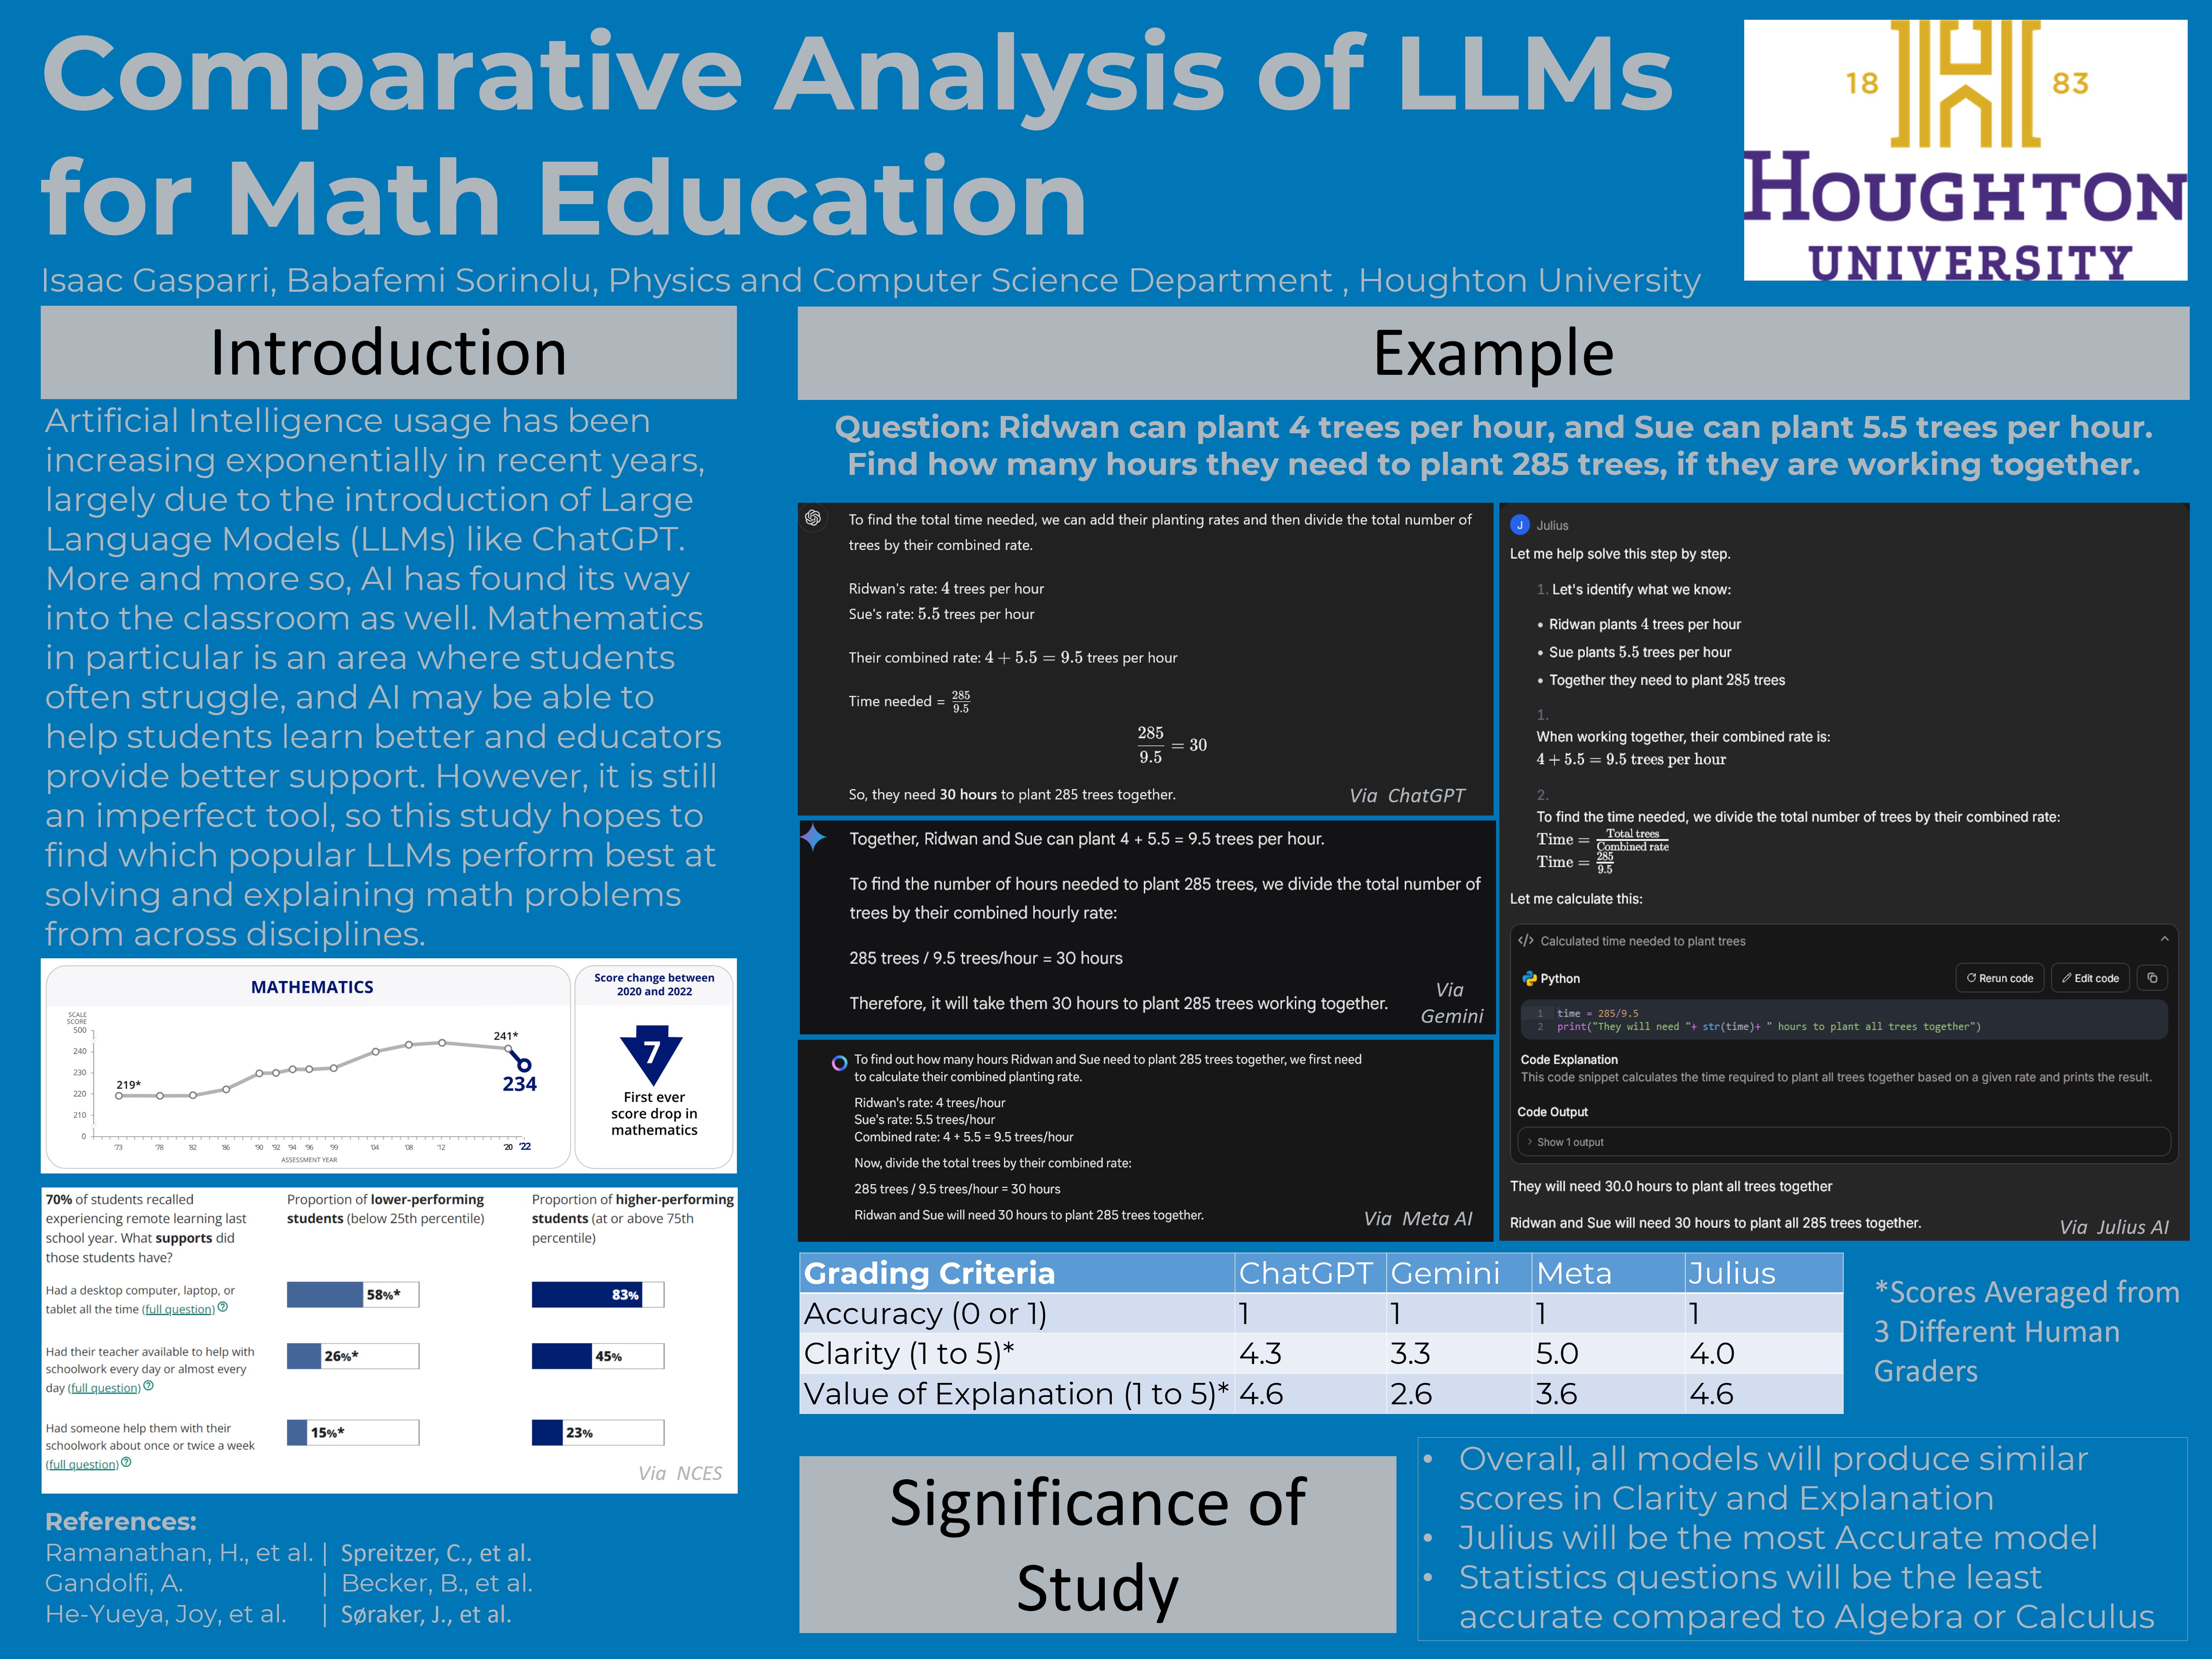 Comparative Analysis of LLMs
for Math Education
18 83
HOUGHTON
UNIVERSITY
Isaac Gasparri, Babafemi Sorinolu, Physics and Computer Science Department , Houghton University
Introduction
Artificial Intelligence usage has been
increasing exponentially in recent years,
largely due to the introduction of Large
Language Models (LLMs) like ChatGPT.
More and more so, AI has found its way
into the classroom as well. Mathematics
in particular is an area where students
often struggle, and AI may be able to
help students learn better and educators
provide better support. However, it is still
an imperfect tool, so this study hopes to
find which popular LLMs perform best at
solving and explaining math problems
from across disciplines.
MATHEMATICS
SCALE
SCORE
500
240
230
220
210
0
219*
241*
234
'73 '78 '82 '86 '90 '92 '94 '96 '99 '04 '08 '12 '20 '22
ASSESSMENT YEAR
Score change between
2020 and 2022
7
First ever
score drop in
mathematics
70% of students recalled
experiencing remote learning last
school year. What supports did
those students have?
Proportion of lower-performing
students (below 25th percentile)
Proportion of higher-performing
students (at or above 75th
percentile)
Had a desktop computer, laptop, or
tablet all the time (full question) ?
58%* 83%
Had their teacher available to help with
schoolwork every day or almost every
day (full question) ?
26%* 45%
Had someone help them with their
schoolwork about once or twice a week
(full question) ?
15%* 23%
Via NCES
References:
Ramanathan, H., et al. | Spreitzer, C., et al.
Gandolfi, A. | Becker, B., et al.
He-Yueya, Joy, et al. | Søraker, J., et al.
Example
Question: Ridwan can plant 4 trees per hour, and Sue can plant 5.5 trees per hour.
Find how many hours they need to plant 285 trees, if they are working together.
To find the total time needed, we can add their planting rates and then divide the total number of
trees by their combined rate.
Ridwan's rate: 4 trees per hour
Sue's rate: 5.5 trees per hour
Their combined rate: 4 + 5.5 = 9.5 trees per hour
Time needed = 285/9.5
285/9.5 = 30
So, they need 30 hours to plant 285 trees together.
Via ChatGPT
Together, Ridwan and Sue can plant 4 + 5.5 = 9.5 trees per hour.
To find the number of hours needed to plant 285 trees, we divide the total number of
trees by their combined hourly rate:
285 trees / 9.5 trees/hour = 30 hours
Therefore, it will take them 30 hours to plant 285 trees working together.
Via
Gemini
To find out how many hours Ridwan and Sue need to plant 285 trees together, we first need
to calculate their combined planting rate.
Ridwan's rate: 4 trees/hour
Sue's rate: 5.5 trees/hour
Combined rate: 4 + 5.5 = 9.5 trees/hour
Now, divide the total trees by their combined rate:
285 trees / 9.5 trees/hour = 30 hours
Ridwan and Sue will need 30 hours to plant 285 trees together.
Via Meta AI
J Julius
Let me help solve this step by step.
1. Let's identify what we know:
• Ridwan plants 4 trees per hour
• Sue plants 5.5 trees per hour
• Together they need to plant 285 trees
1.
When working together, their combined rate is:
4 + 5.5 = 9.5 trees per hour
2.
To find the time needed, we divide the total number of trees by their combined rate:
Time = Total trees/Combined rate
Time = 285/9.5
Let me calculate this:
</> Calculated time needed to plant trees
Python
Rerun code Edit code
1 time = 285/9.5
2 print("They will need "+ str(time)+ " hours to plant all trees together")
Code Explanation
This code snippet calculates the time required to plant all trees together based on a given rate and prints the result.
Code Output
> Show 1 output
They will need 30.0 hours to plant all trees together
Ridwan and Sue will need 30 hours to plant all 285 trees together.
Via Julius AI
Grading Criteria ChatGPT Gemini Meta Julius
Accuracy (0 or 1) 1 1 1 1
Clarity (1 to 5)* 4.3 3.3 5.0 4.0
Value of Explanation (1 to 5)* 4.6 2.6 3.6 4.6
*Scores Averaged from
3 Different Human
Graders
Significance of
Study
• Overall, all models will produce similar
scores in Clarity and Explanation
• Julius will be the most Accurate model
• Statistics questions will be the least
accurate compared to Algebra or Calculus